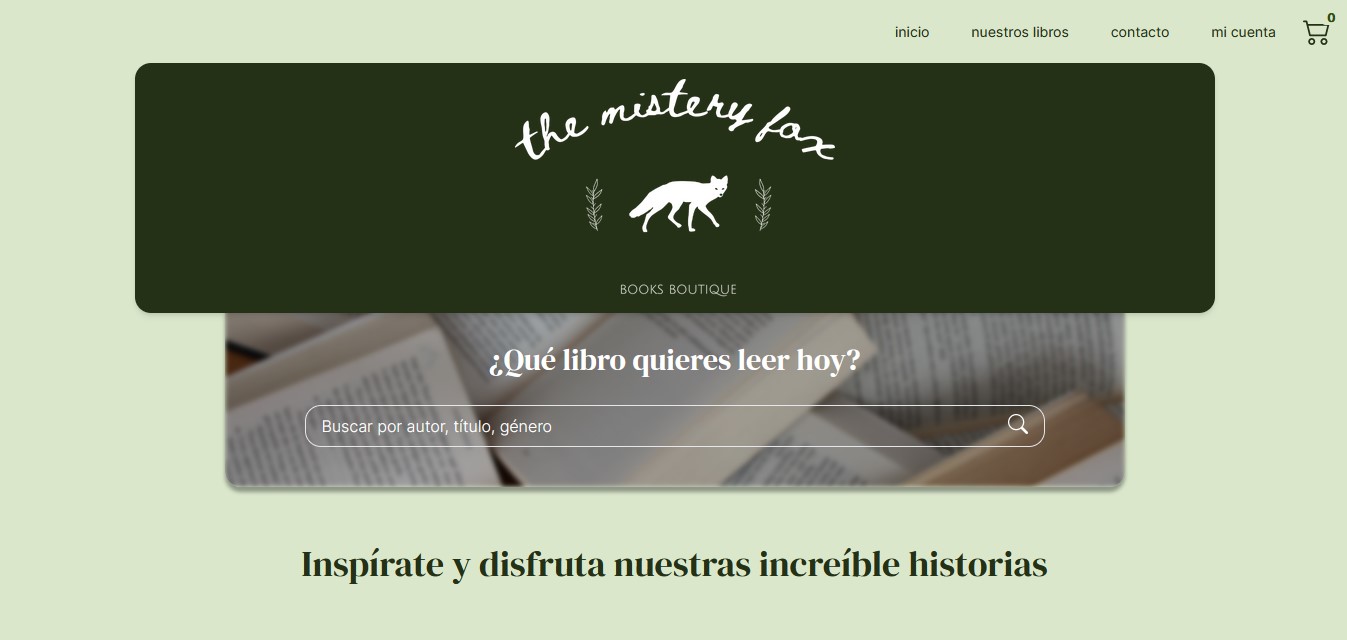 inicio nuestros libros contacto mi cuenta 0
the mistery fox
BOOKS BOUTIQUE
¿Qué libro quieres leer hoy?
Buscar por autor, título, género
Inspírate y disfruta nuestras increíble historias